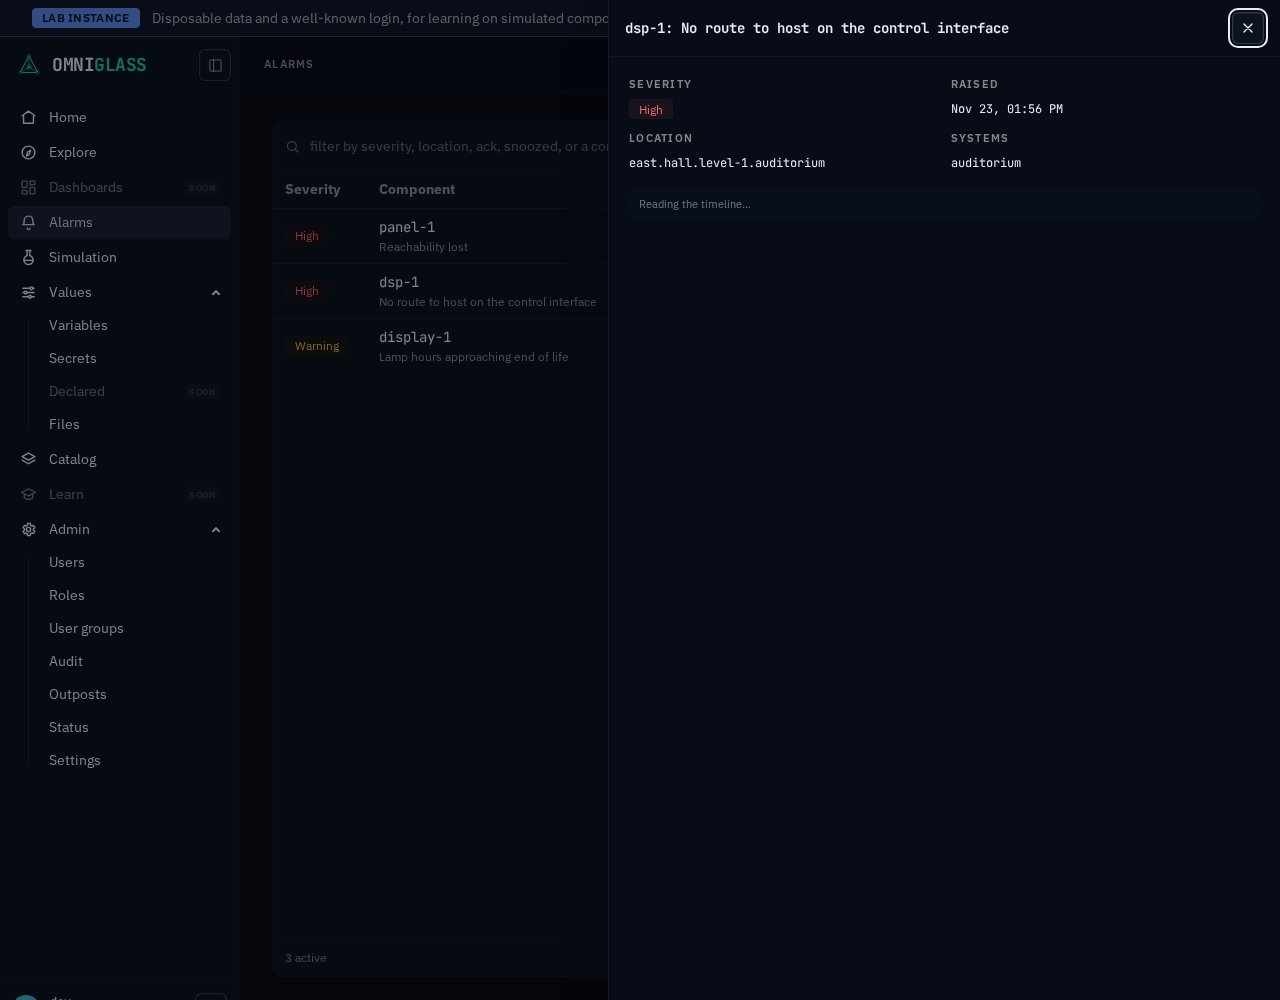 LAB INSTANCE Disposable data and a well-known login, for learning on simulated
OMNIGLASS
Home
Explore
Dashboards SOON
Alarms
Simulation
Values
Variables
Secrets
Declared SOON
Files
Catalog
Learn SOON
Admin
Users
Roles
User groups
Audit
Outposts
Status
Settings
ALARMS
filter by severity, location, ack, snoozed, or a
Severity Component
High panel-1
Reachability lost
High dsp-1
No route to host on the control interface
Warning display-1
Lamp hours approaching end of life
3 active
dsp-1: No route to host on the control interface
SEVERITY RAISED
High Nov 23, 01:56 PM
LOCATION SYSTEMS
east.hall.level-1.auditorium auditorium
Reading the timeline…